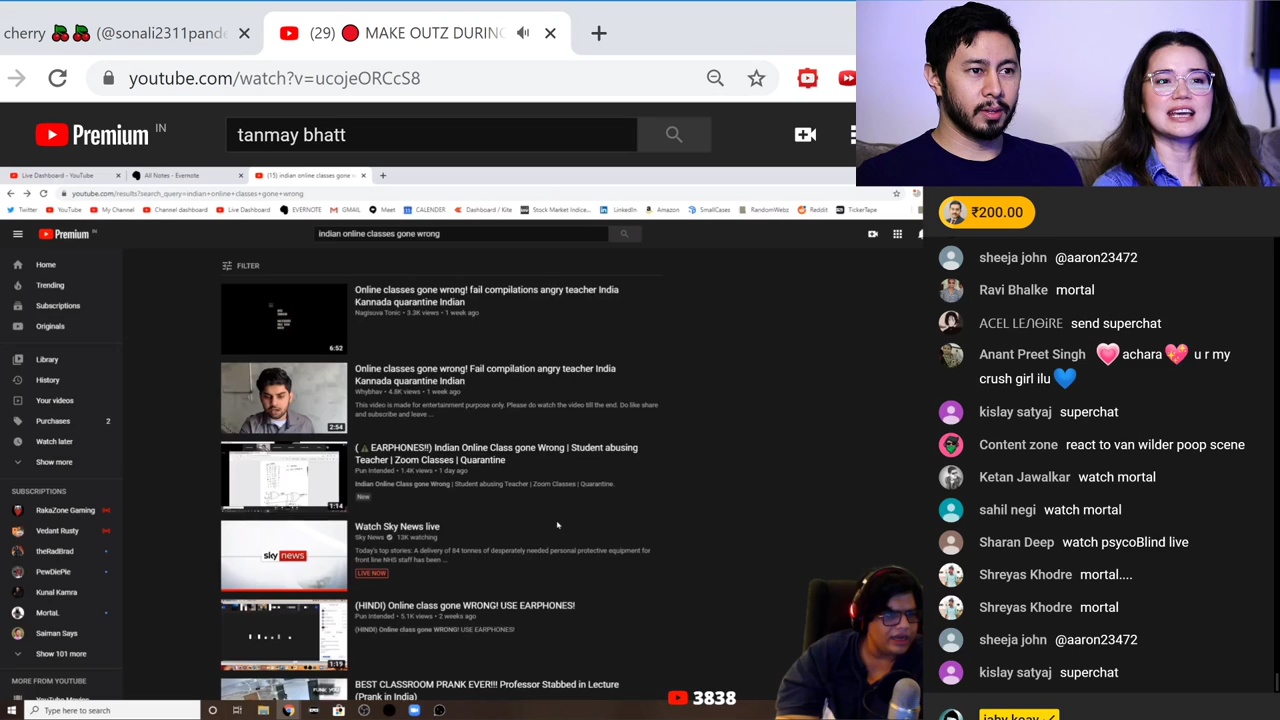 cherry 🍒🍒 (@sonali2311pand
(29) 🔴 MAKE OUTZ DURING
youtube.com/watch?v=ucojeORCcS8
Premium IN
tanmay bhatt
Live Dashboard - YouTube
All Notes - Evernote
(15) indian online classes gone w
youtube.com/results?search_query=indian+online+classes+gone+wrong
Twitter
YouTube
My Channel
Channel dashboard
Live Dashboard
EVERNOTE
GMAIL
Meet
CALENDER
Dashboard / Kite
Stock Market Indice...
LinkedIn
Amazon
SmallCases
RandomWebz
Reddit
TickerTape
Premium IN
indian online classes gone wrong
Home
Trending
Subscriptions
Originals
Library
History
Your videos
Purchases 2
Watch later
Show more
SUBSCRIPTIONS
RakaZone Gaming
Vedant Rusty
theRadBrad
PewDiePie
Kunal Kamra
MortaL
Saiman Says
Show 101 more
MORE FROM YOUTUBE
FILTER
Online classes gone wrong! fail compilations angry teacher India
Kannada quarantine Indian
Nagisuva Tonic • 3.3K views • 1 week ago
6:52
Online classes gone wrong! Fail compilation angry teacher India
Kannada quarantine Indian
Whybhav • 4.8K views • 1 week ago
This video is made for entertainment purpose only. Please do watch the video till the end. Do like share
and subscribe and leave ...
2:54
(⚠ EARPHONES!!) Indian Online Class gone Wrong | Student abusing
Teacher | Zoom Classes | Quarantine
Pun Intended • 1.4K views • 1 day ago
Indian Online Class gone Wrong | Student abusing Teacher | Zoom Classes | Quarantine.
New
1:14
Watch Sky News live
Sky News • 13K watching
Today's top stories: A delivery of 84 tonnes of desperately needed personal protective equipment for
front line NHS staff has been ...
LIVE NOW
sky news
(HINDI) Online class gone WRONG! USE EARPHONES!
Pun Intended • 5.1K views • 2 weeks ago
(HINDI) Online class gone WRONG! USE EARPHONES!
1:19
BEST CLASSROOM PRANK EVER!!! Professor Stabbed in Lecture
(Prank in India)
Type here to search
3838
₹200.00
sheeja john @aaron23472
Ravi Bhalke mortal
ACEL LEЛΘiRE send superchat
Anant Preet Singh 💗 achara 💖 u r my
crush girl ilu 💙
kislay satyaj superchat
Content zone react to van wilder poop scene
Ketan Jawalkar watch mortal
sahil negi watch mortal
Sharan Deep watch psycoBlind live
Shreyas Khodre mortal....
Shreyas Khodre mortal
sheeja john @aaron23472
kislay satyaj superchat
jaby koay